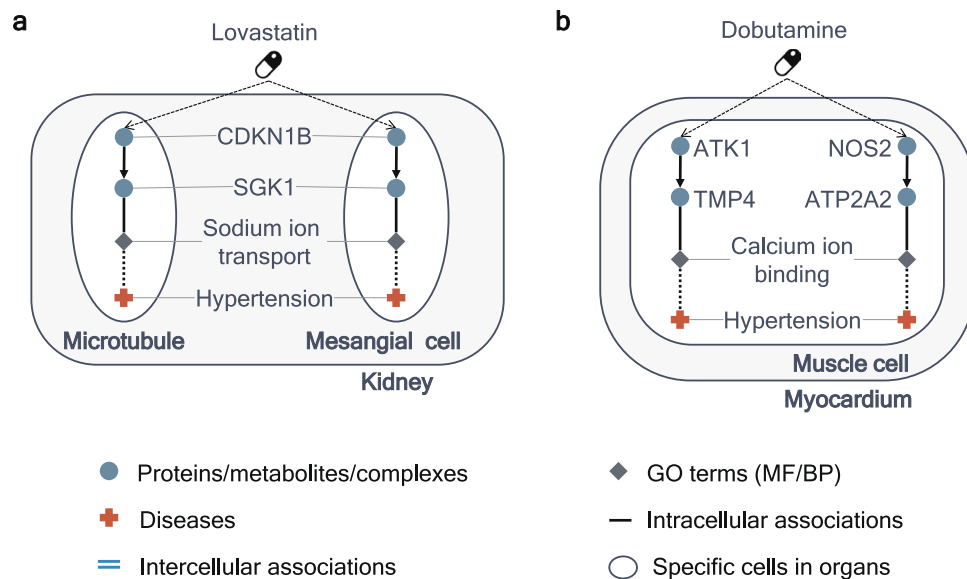 a
Lovastatin
CDKN1B
SGK1
Sodium ion
transport
Hypertension
Microtubule
Mesangial cell
Kidney
b
Dobutamine
ATK1
NOS2
TMP4
ATP2A2
Calcium ion
binding
Hypertension
Muscle cell
Myocardium
Proteins/metabolites/complexes
GO terms (MF/BP)
Diseases
Intracellular associations
Intercellular associations
Specific cells in organs